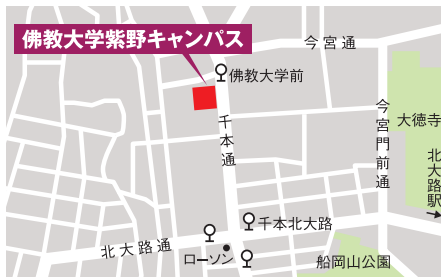 佛教大学紫野キャンパス
今宮通
佛教大学前
千本通
今宮門前通
大徳寺
北大路駅
千本北大路
北大路通
ローソン
船岡山公園